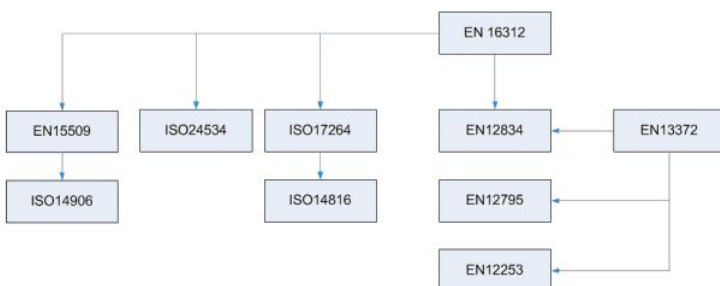 EN 16312
EN15509
ISO24534
ISO17264
EN12834
EN13372
ISO14906
ISO14816
EN12795
EN12253